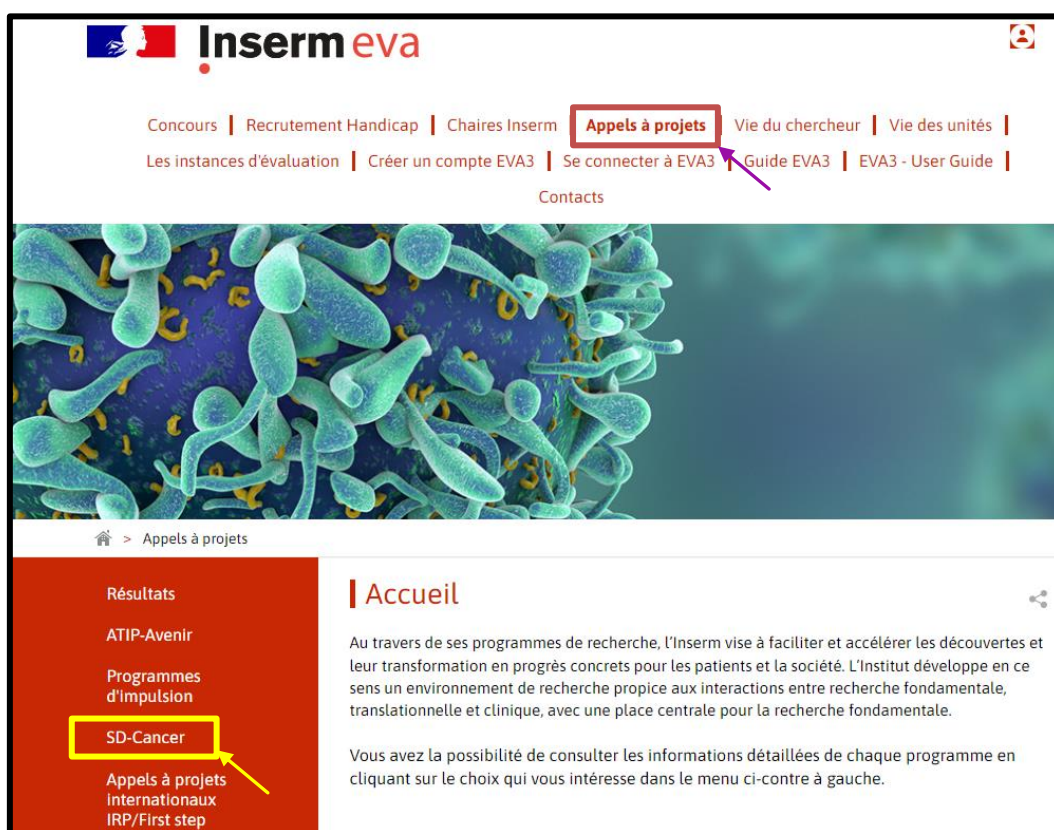 Inserm eva
Concours | Recrutement Handicap | Chaires Inserm | Appels à projets | Vie du chercheur | Vie des unités |
Les instances d'évaluation | Créer un compte EVA3 | Se connecter à EVA3 | Guide EVA3 | EVA3 - User Guide |
Contacts
> Appels à projets
Résultats
ATIP-Avenir
Programmes
d'impulsion
SD-Cancer
Appels à projets
internationaux
IRP/First step
Accueil
Au travers de ses programmes de recherche, l'Inserm vise à faciliter et accélérer les découvertes et
leur transformation en progrès concrets pour les patients et la société. L'Institut développe en ce
sens un environnement de recherche propice aux interactions entre recherche fondamentale,
translationnelle et clinique, avec une place centrale pour la recherche fondamentale.
Vous avez la possibilité de consulter les informations détaillées de chaque programme en
cliquant sur le choix qui vous intéresse dans le menu ci-contre à gauche.